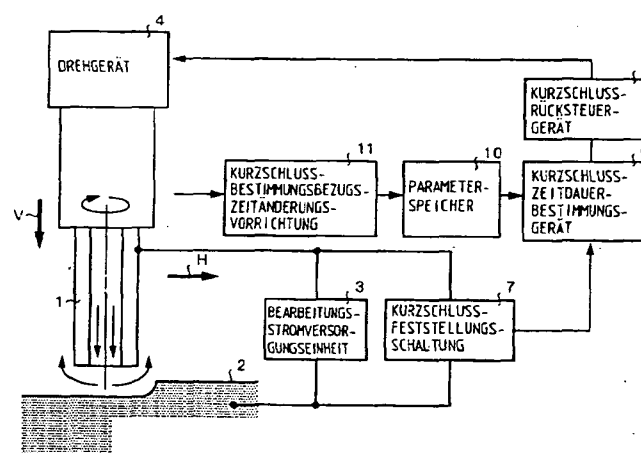 4
DREHGERÄT
KURZSCHLUSS-
RÜCKSTEUER-
GERÄT
11
KURZSCHLUSS-
BESTIMMUNGSBEZUGS-
ZEITÄNDERUNGS-
VORRICHTUNG
10
PARAMETER-
SPEICHER
KURZSCHLUSS-
ZEITDAUER-
BESTIMMUNGS-
GERÄT
V
H
1
3
BEARBEITUNGS-
STROMVERSOR-
GUNGSEINHEIT
7
KURZSCHLUSS-
FESTSTELLUNGS-
SCHALTUNG
2